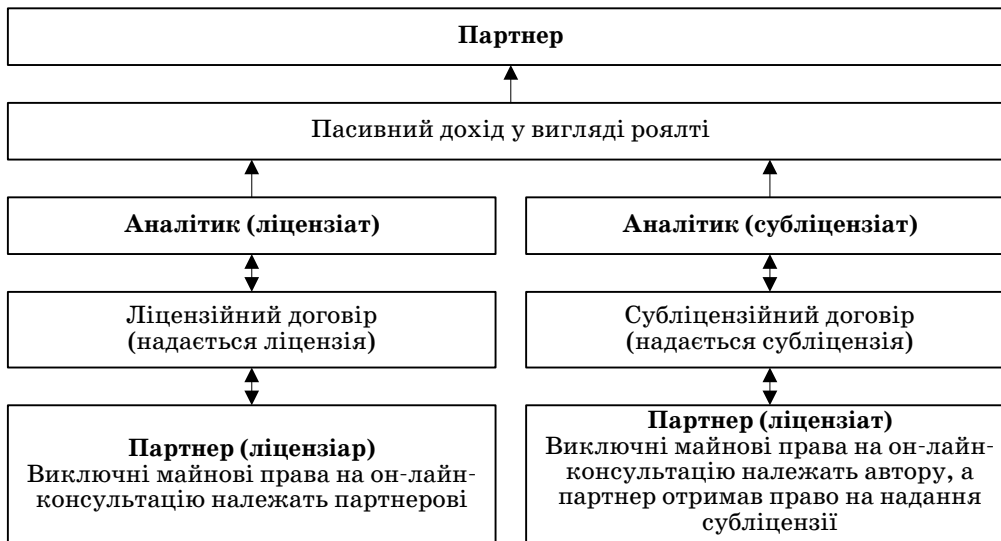 Партнер
Пасивний дохід у вигляді роялті
Аналітик (ліцензіат)
Аналітик (субліцензіат)
Ліцензійний договір
(надається ліцензія)
Субліцензійний договір
(надається субліцензія)
Партнер (ліцензіар)
Виключні майнові права на он-лайн-
консультацію належать партнерові
Партнер (ліцензіат)
Виключні майнові права на он-лайн-
консультацію належать автору, а
партнер отримав право на надання
субліцензії